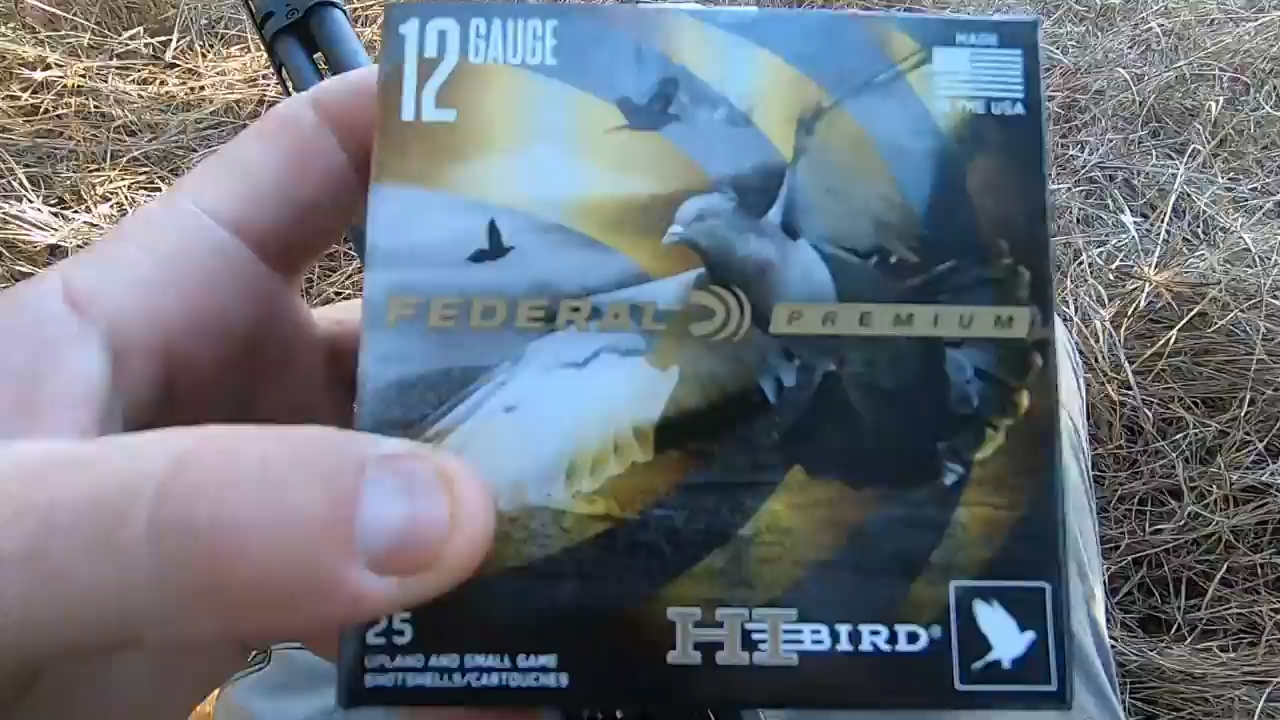 12 GAUGE
MADE
IN THE USA
FEDERAL PREMIUM
25
UPLAND AND SMALL GAME
SHOTSHELLS/CARTOUCHES
HI-BIRD®